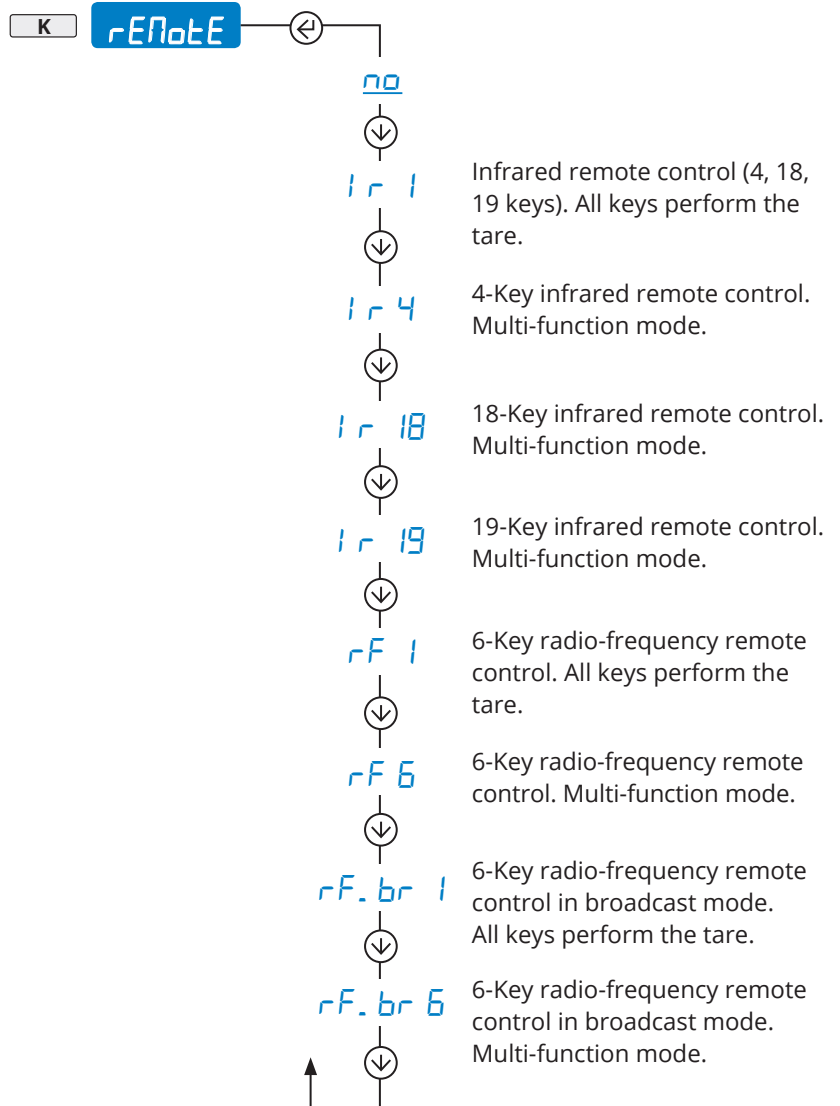 K rEMotE
no
Ir 1
Infrared remote control (4, 18,
19 keys). All keys perform the
tare.
Ir 4
4-Key infrared remote control.
Multi-function mode.
Ir 18
18-Key infrared remote control.
Multi-function mode.
Ir 19
19-Key infrared remote control.
Multi-function mode.
rF 1
6-Key radio-frequency remote
control. All keys perform the
tare.
rF 6
6-Key radio-frequency remote
control. Multi-function mode.
rF. br 1
6-Key radio-frequency remote
control in broadcast mode.
All keys perform the tare.
rF. br 6
6-Key radio-frequency remote
control in broadcast mode.
Multi-function mode.